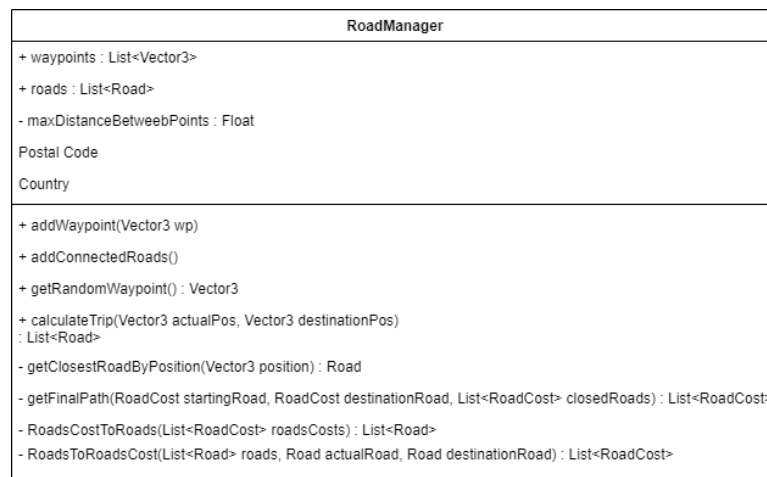 RoadManager
+ waypoints : List<Vector3>
+ roads : List<Road>
- maxDistanceBetweebPoints : Float
Postal Code
Country
+ addWaypoint(Vector3 wp)
+ addConnectedRoads()
+ getRandomWaypoint() : Vector3
+ calculateTrip(Vector3 actualPos, Vector3 destinationPos)
: List<Road>
- getClosestRoadByPosition(Vector3 position) : Road
- getFinalPath(RoadCost startingRoad, RoadCost destinationRoad, List<RoadCost> closedRoads) : List<RoadCost>
- RoadsCostToRoads(List<RoadCost> roadsCosts) : List<Road>
- RoadsToRoadsCost(List<Road> roads, Road actualRoad, Road destinationRoad) : List<RoadCost>